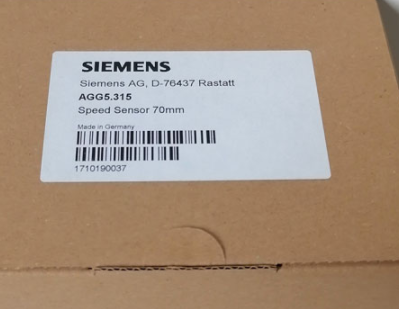 SIEMENS
Siemens AG, D-76437 Rastatt
AGG5.315
Speed Sensor 70mm
Made in Germany
1710190037